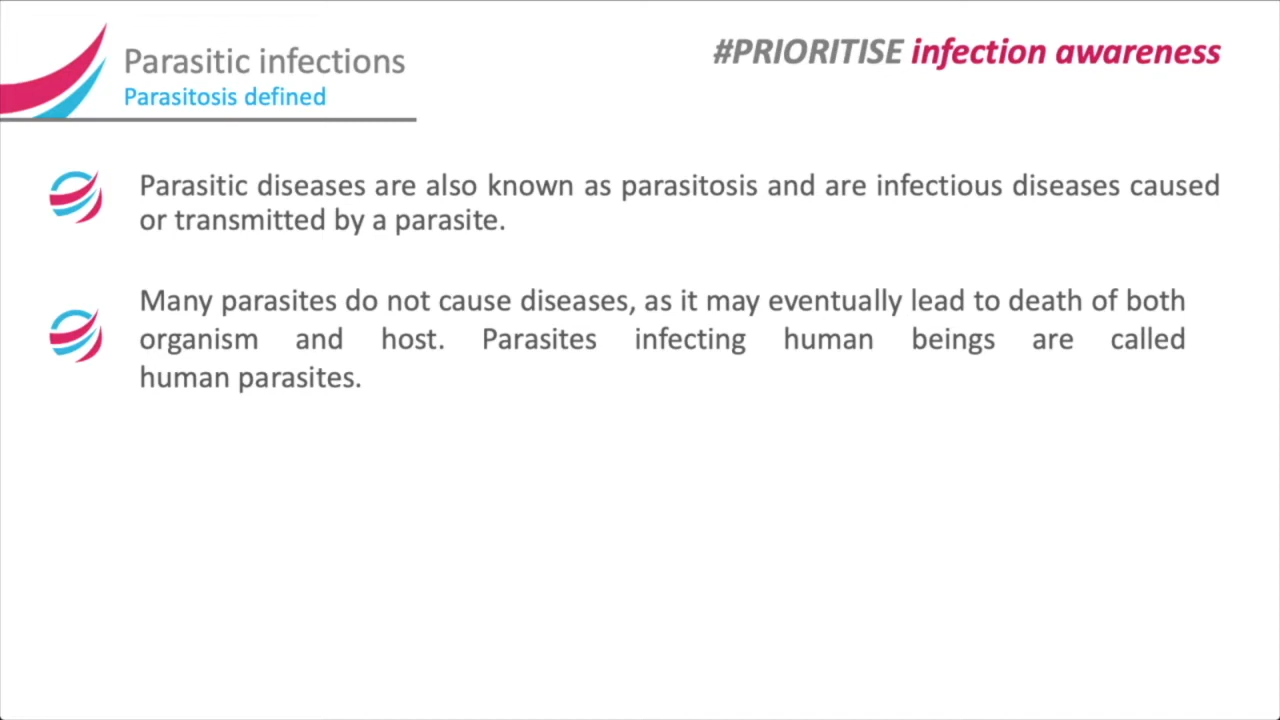 Parasitic infections
Parasitosis defined
#PRIORITISE infection awareness
Parasitic diseases are also known as parasitosis and are infectious diseases caused
or transmitted by a parasite.
Many parasites do not cause diseases, as it may eventually lead to death of both
organism and host. Parasites infecting human beings are called
human parasites.